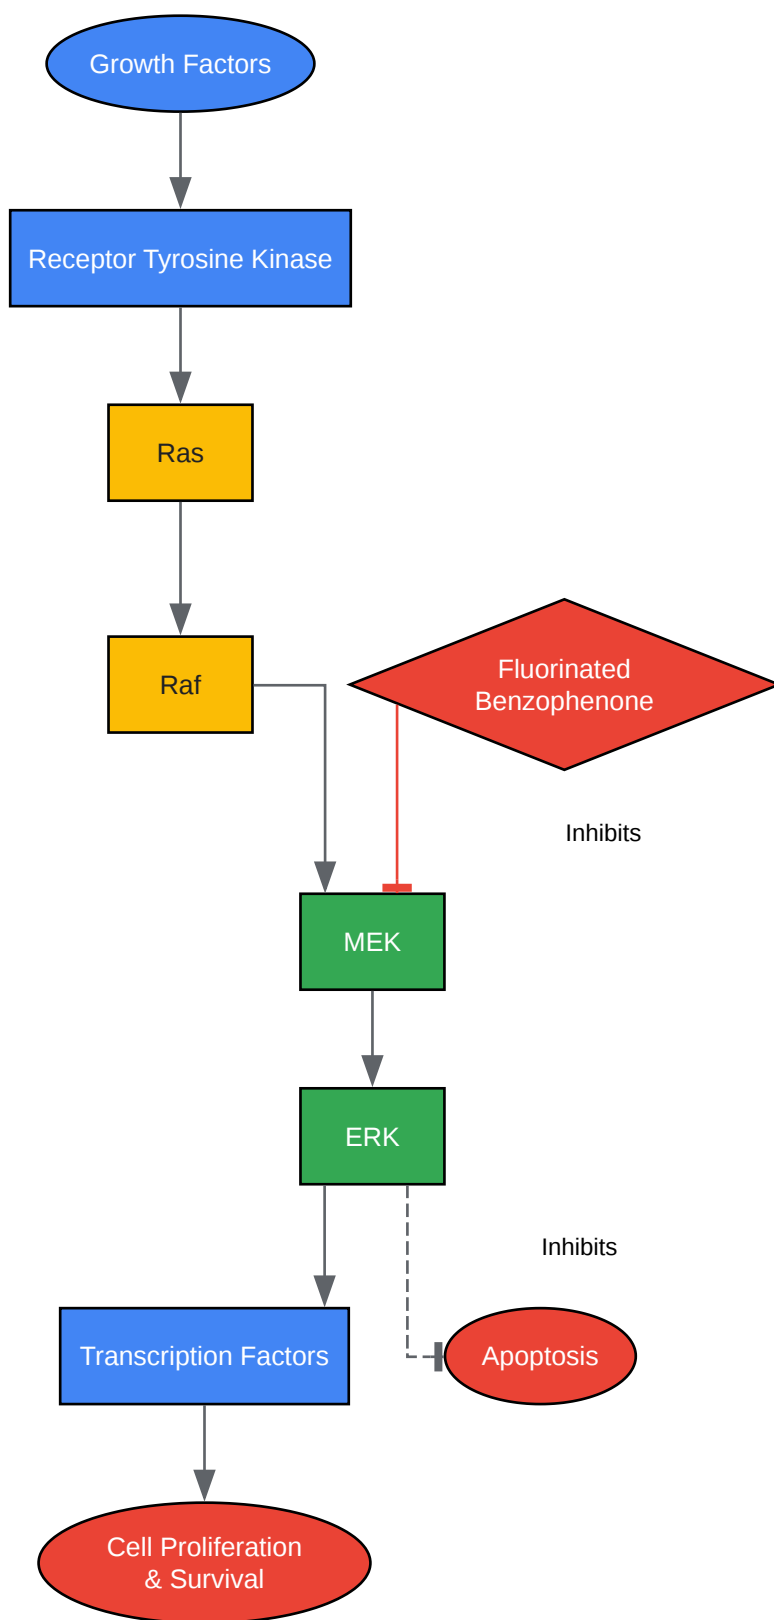 Growth Factors
Receptor Tyrosine Kinase
Ras
Raf
Fluorinated
Benzophenone
Inhibits
MEK
ERK
Inhibits
Transcription Factors
Apoptosis
Cell Proliferation
& Survival